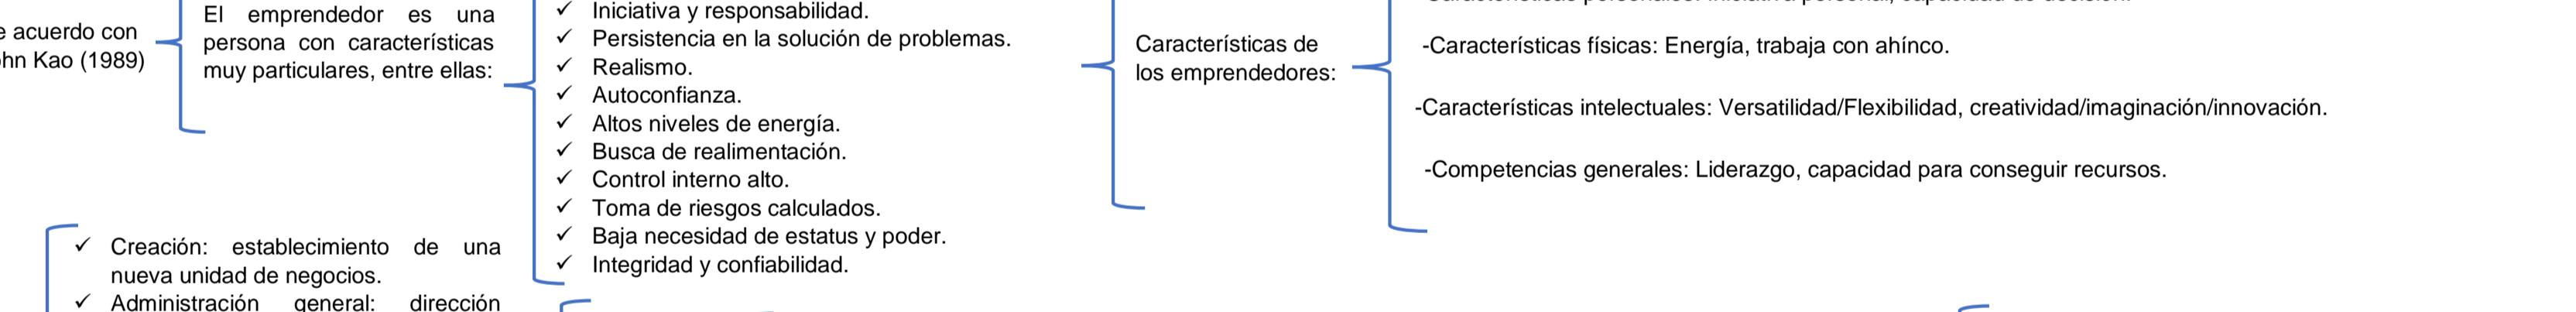 acuerdo con
Kao (1989)
El emprendedor es una
persona con características
muy particulares, entre ellas:
✓ Iniciativa y responsabilidad.
✓ Persistencia en la solución de problemas.
✓ Realismo.
✓ Autoconfianza.
✓ Altos niveles de energía.
✓ Busca de realimentación.
✓ Control interno alto.
✓ Toma de riesgos calculados.
✓ Baja necesidad de estatus y poder.
✓ Integridad y confiabilidad.
Características de
los emprendedores:
-Características físicas: Energía, trabaja con ahínco.
-Características intelectuales: Versatilidad/Flexibilidad, creatividad/imaginación/innovación.
-Competencias generales: Liderazgo, capacidad para conseguir recursos.
✓ Creación: establecimiento de una
nueva unidad de negocios.
✓ Administración general: dirección